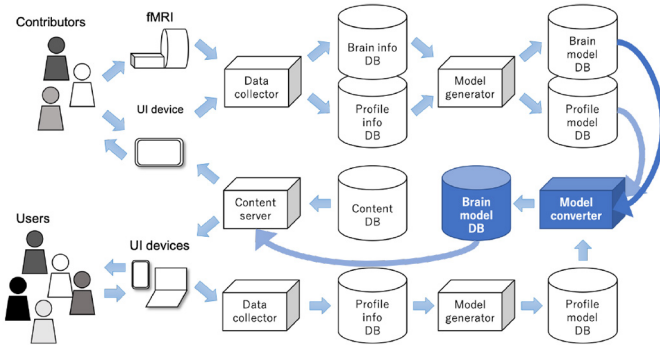 Contributors
fMRI
Data
collector
Brain info
DB
Profile
info
DB
Model
generator
Brain
model
DB
Profile
model
DB
UI device
Content
server
Content
DB
Brain
model
DB
Model
converter
Users
UI devices
Data
collector
Profile
info
DB
Model
generator
Profile
model
DB